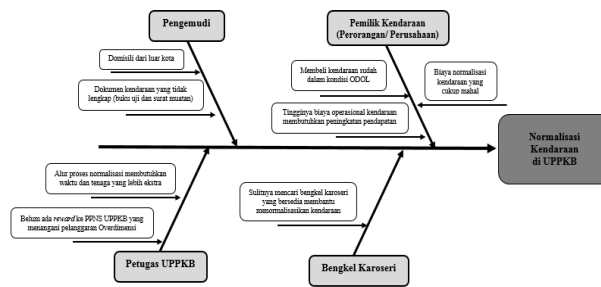 Pengemudi
Pemilik Kendaraan
(Perorangan/ Perusahaan)
Domisili dari luar kota
Dokumen kendaraan yang tidak
lengkap (buku uji dan surat muatan)
Membeli kendaraan sudah
dalam kondisi ODOL
Biaya normalisasi
kendaraan yang
cukup mahal
Tingginya biaya operasional kendaraan
membutuhkan peningkatan pendapatan
Normalisasi
Kendaraan
di UPPKB
Alur proses normalisasi membutuhkan
waktu dan tenaga yang lebih ekstra
Belum ada reward ke PPNS UPPKB yang
menangani pelanggaran Overdimensi
Sulitnya mencari bengkel karoseri
yang bersedia membantu
menormalisasikan kendaraan
Petugas UPPKB
Bengkel Karoseri